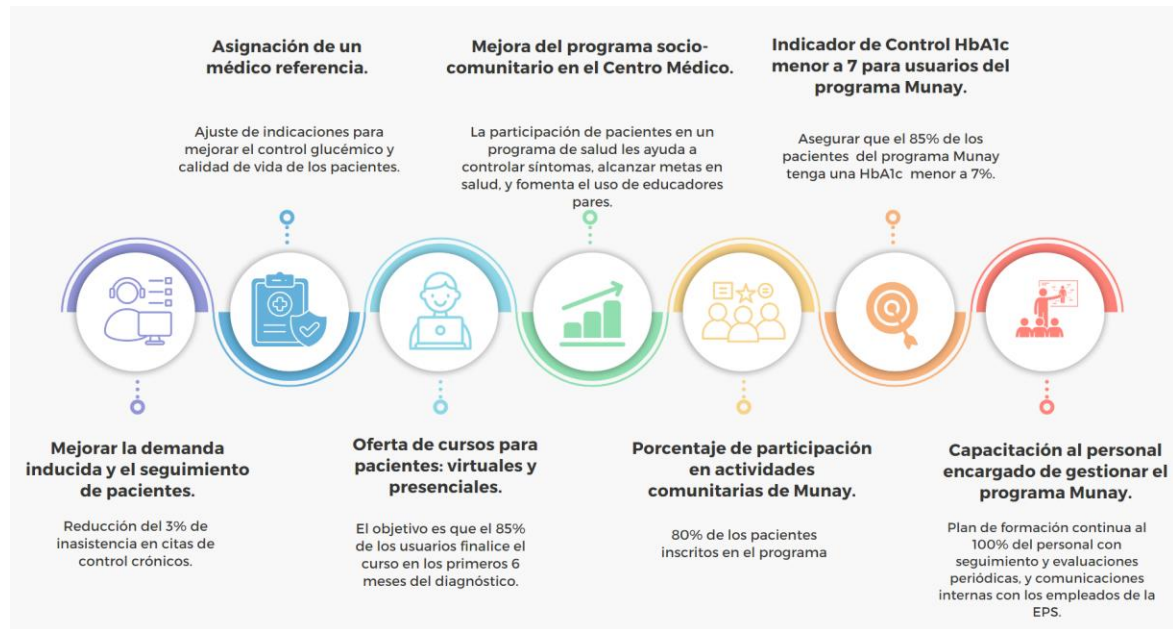 Asignación de un
médico referencia.
Ajuste de indicaciones para
mejorar el control glucémico y
calidad de vida de los pacientes.
Mejora del programa socio-
comunitario en el Centro Médico.
La participación de pacientes en un
programa de salud les ayuda a
controlar síntomas, alcanzar metas en
salud, y fomenta el uso de educadores
pares.
Indicador de Control HbA1c
menor a 7 para usuarios del
programa Munay.
Asegurar que el 85% de los
pacientes del programa Munay
tenga una HbA1c menor a 7%.
Mejorar la demanda
inducida y el seguimiento
de pacientes.
Reducción del 3% de
inasistencia en citas de
control crónicos.
Oferta de cursos para
pacientes: virtuales y
presenciales.
El objetivo es que el 85%
de los usuarios finalice el
curso en los primeros 6
meses del diagnóstico.
Porcentaje de participación
en actividades
comunitarias de Munay.
80% de los pacientes
inscritos en el programa
Capacitación al personal
encargado de gestionar el
programa Munay.
Plan de formación continua al
100% del personal con
seguimiento y evaluaciones
periódicas, y comunicaciones
internas con los empleados de la
EPS.